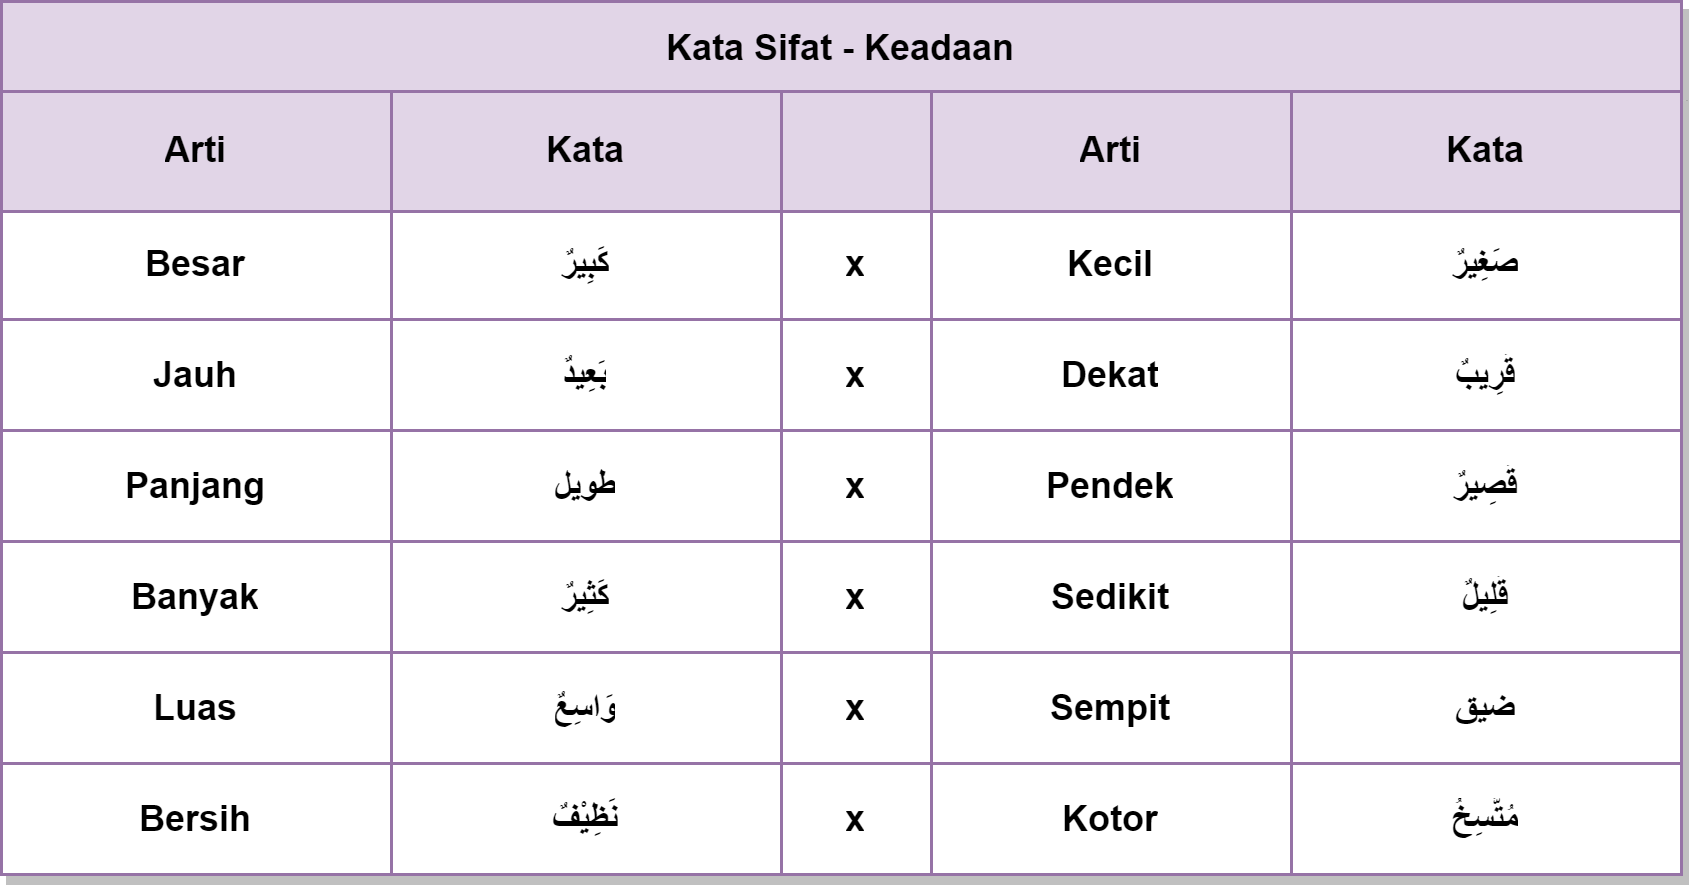 Kata Sifat - Keadaan
Arti Kata Arti Kata
Besar كَبِيرٌ x Kecil صَغِيرٌ
Jauh بَعِيدٌ x Dekat قَرِيبٌ
Panjang طويل x Pendek قَصِيرٌ
Banyak كَثِيرٌ x Sedikit قَلِيلٌ
Luas وَاسِعٌ x Sempit ضيق
Bersih نَظِيْفٌ x Kotor مُتَّسِخُ